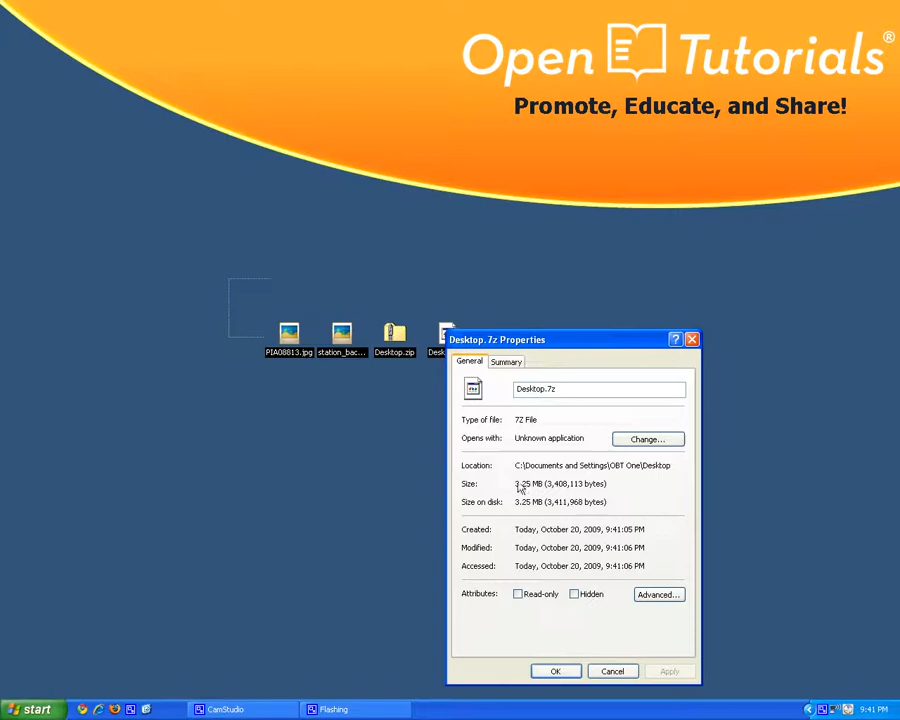 Open Tutorials®
Promote, Educate, and Share!
PIA08813.jpg station_bac... Desktop.zip Desk
Desktop.7z Properties
General Summary
Desktop.7z
Type of file: 7Z File
Opens with: Unknown application Change...
Location: C:\Documents and Settings\OBT One\Desktop
Size: 3.25 MB (3,408,113 bytes)
Size on disk: 3.25 MB (3,411,968 bytes)
Created: Today, October 20, 2009, 9:41:05 PM
Modified: Today, October 20, 2009, 9:41:06 PM
Accessed: Today, October 20, 2009, 9:41:06 PM
Attributes: Read-only Hidden Advanced...
OK Cancel Apply
start CamStudio Flashing 9:41 PM